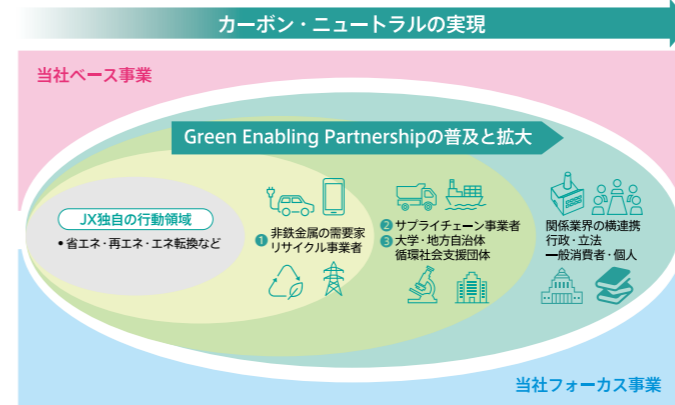 カーボン・ニュートラルの実現
当社ベース事業
Green Enabling Partnershipの普及と拡大
JX独自の行動領域
•省エネ・再エネ・エネ転換など
❶ 非鉄金属の需要家
リサイクル事業者
❷ サプライチェーン事業者
❸ 大学・地方自治体
循環社会支援団体
関係業界の横連携
行政・立法
一般消費者・個人
当社フォーカス事業